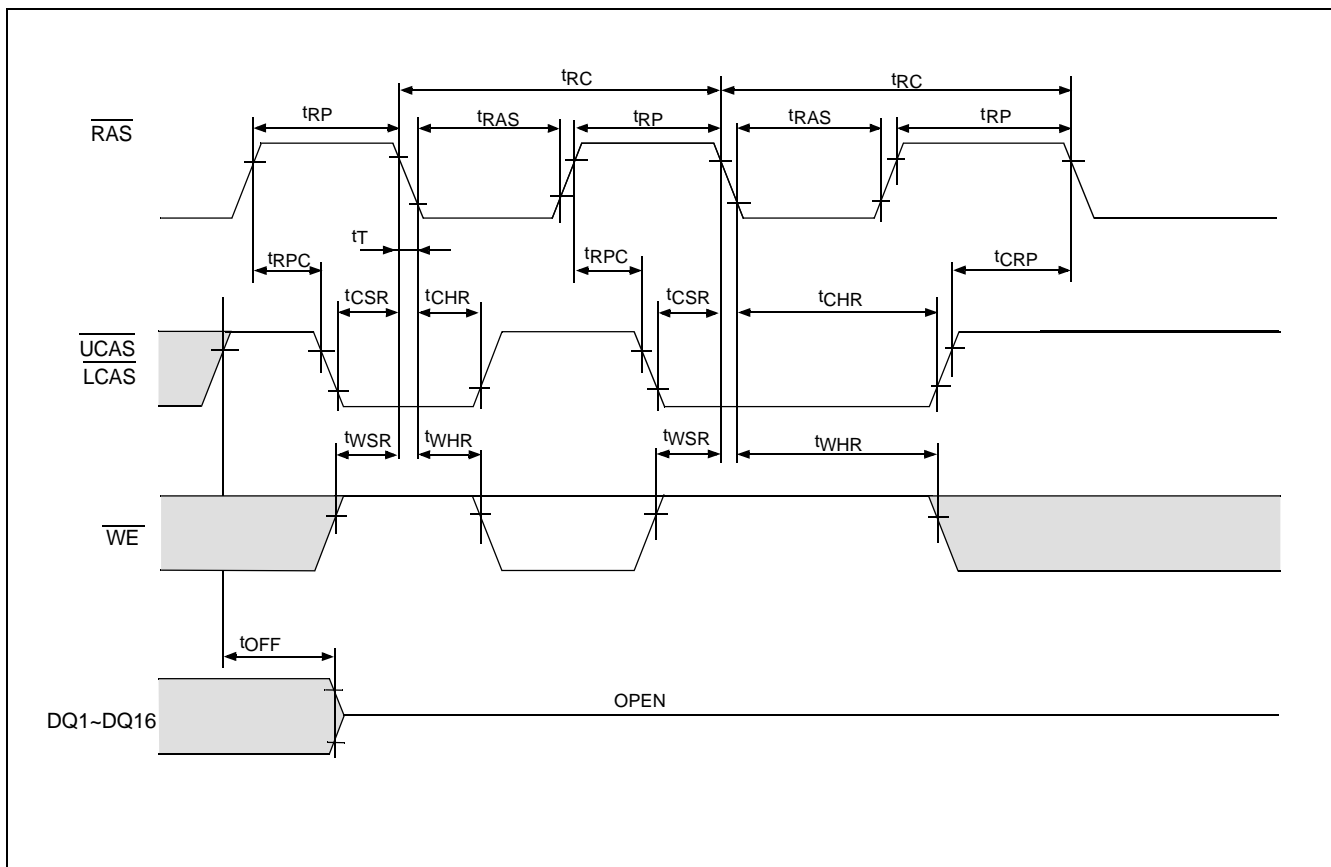 tRC tRC
tRP tRAS tRP tRAS tRP
RAS
tT
tRPC tRPC tCRP
tCSR tCHR tCSR tCHR
UCAS
LCAS
tWSR tWHR tWSR tWHR
WE
tOFF
OPEN
DQ1~DQ16